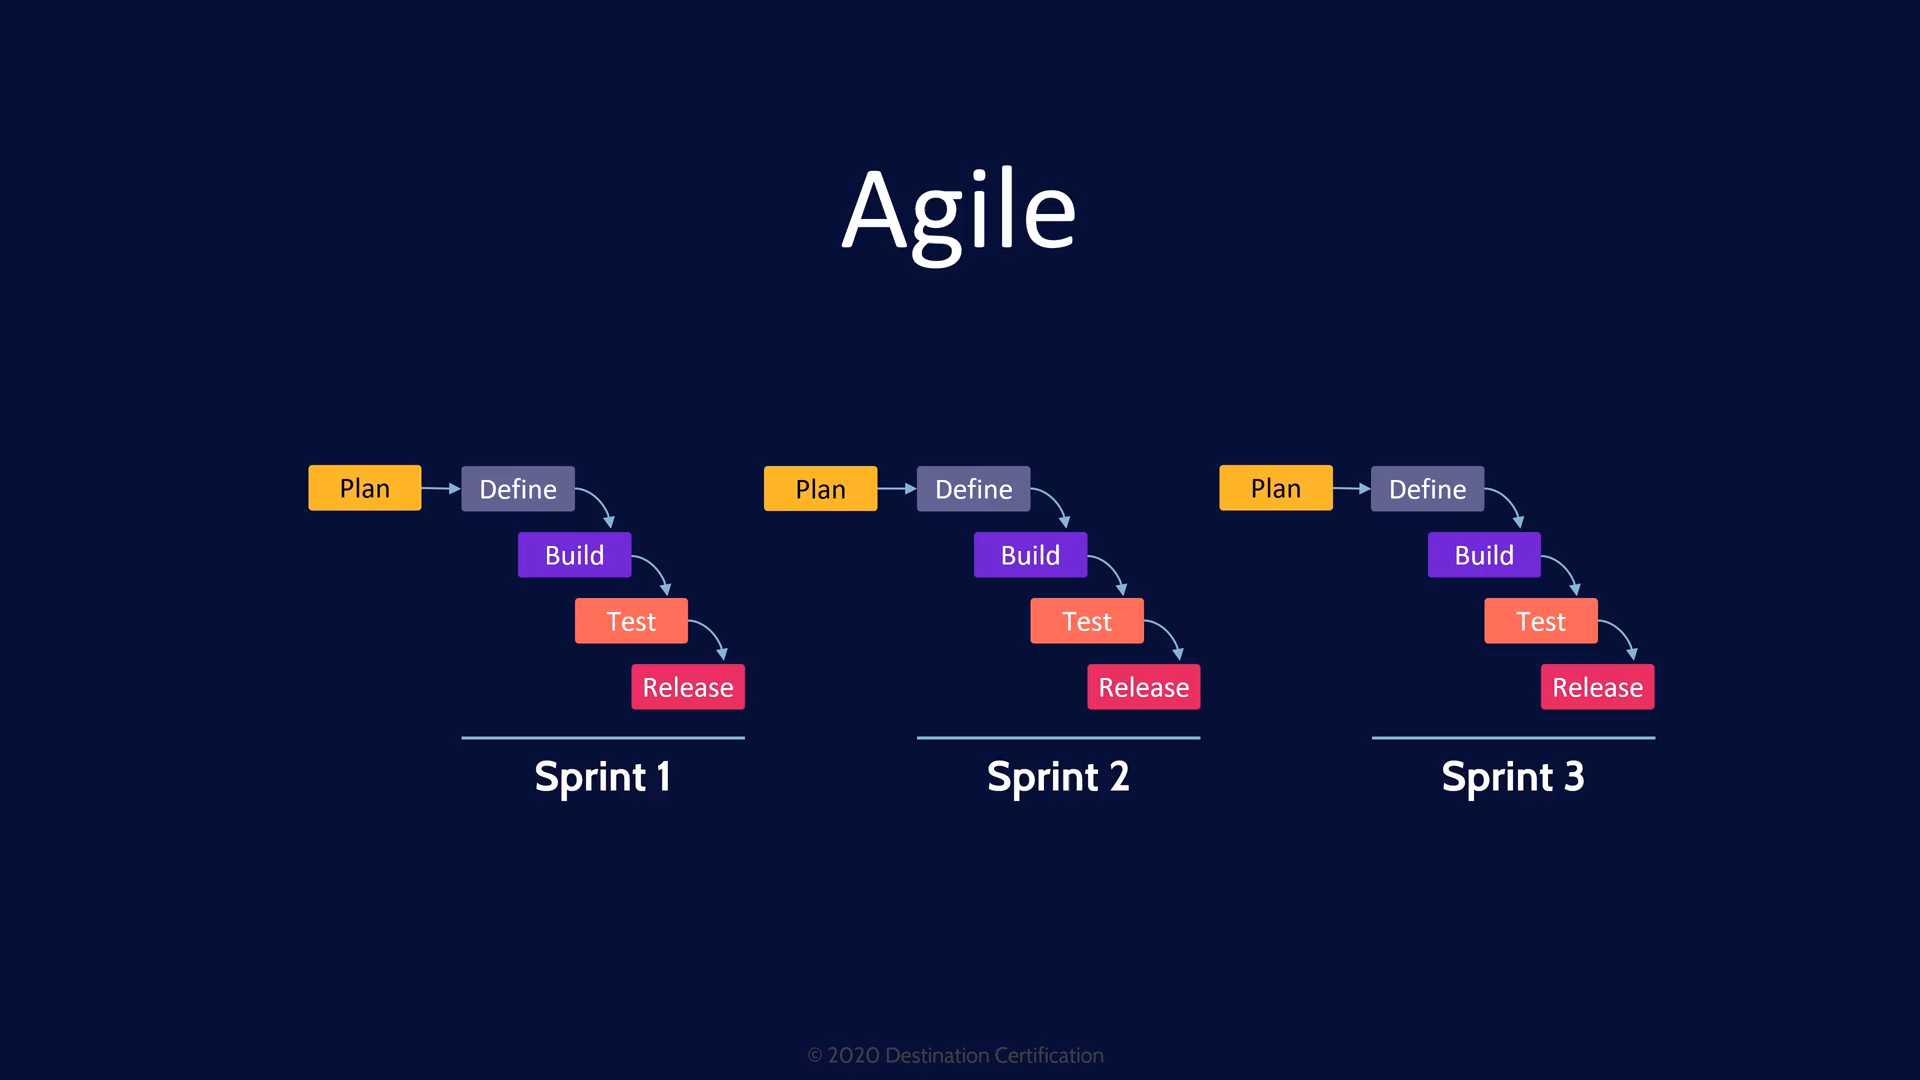 Agile
Plan
Define
Build
Test
Release
Sprint 1
Plan
Define
Build
Test
Release
Sprint 2
Plan
Define
Build
Test
Release
Sprint 3
© 2020 Destination Certification